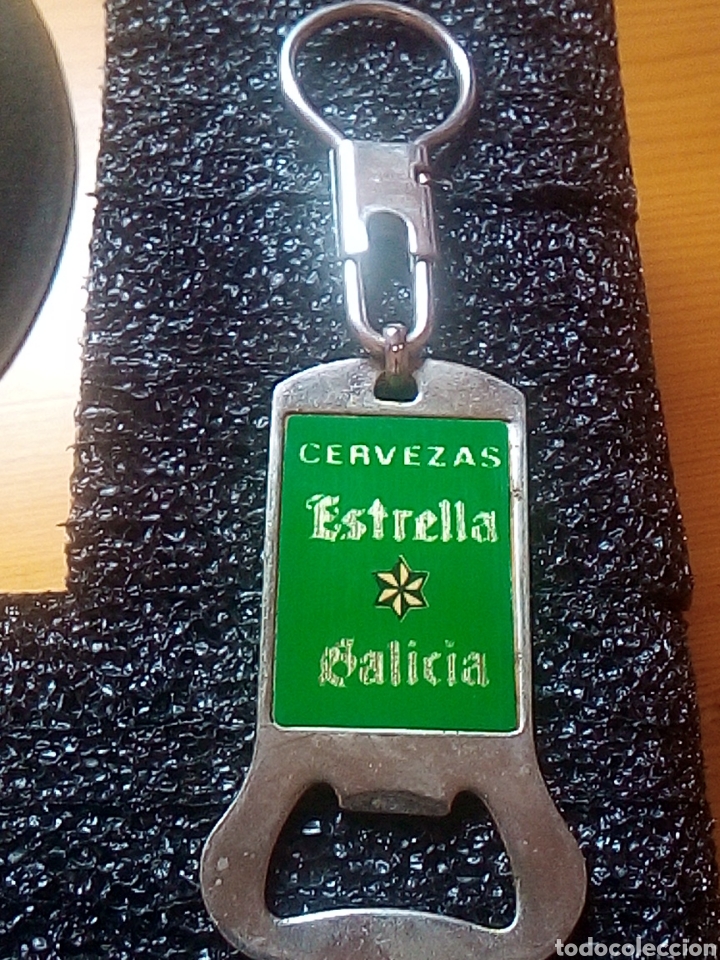 CERVEZAS
Estrella
Galicia
todocoleccion